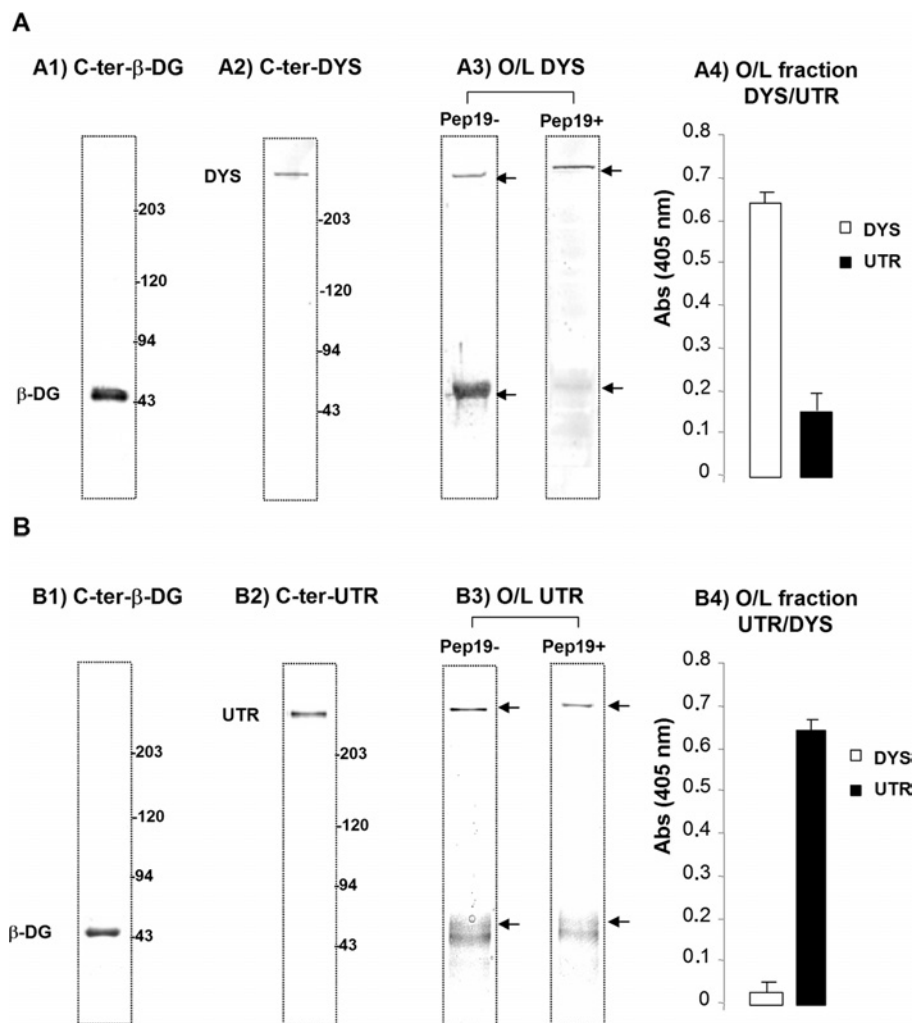 A
A1) C-ter-β-DG
A2) C-ter-DYS
A3) O/L DYS
A4) O/L fraction
DYS/UTR
Pep19-
Pep19+
DYS
β-DG
-203
-120
-94
-43
-203
-120
-94
-43
Abs (405 nm)
0.8
0.7
0.6
0.5
0.4
0.3
0.2
0.1
0
DYS
UTR
B
B1) C-ter-β-DG
B2) C-ter-UTR
B3) O/L UTR
B4) O/L fraction
UTR/DYS
Pep19-
Pep19+
UTR
β-DG
-203
-120
-94
-43
-203
-120
-94
-43
Abs (405 nm)
0.8
0.7
0.6
0.5
0.4
0.3
0.2
0.1
0
DYS
UTR